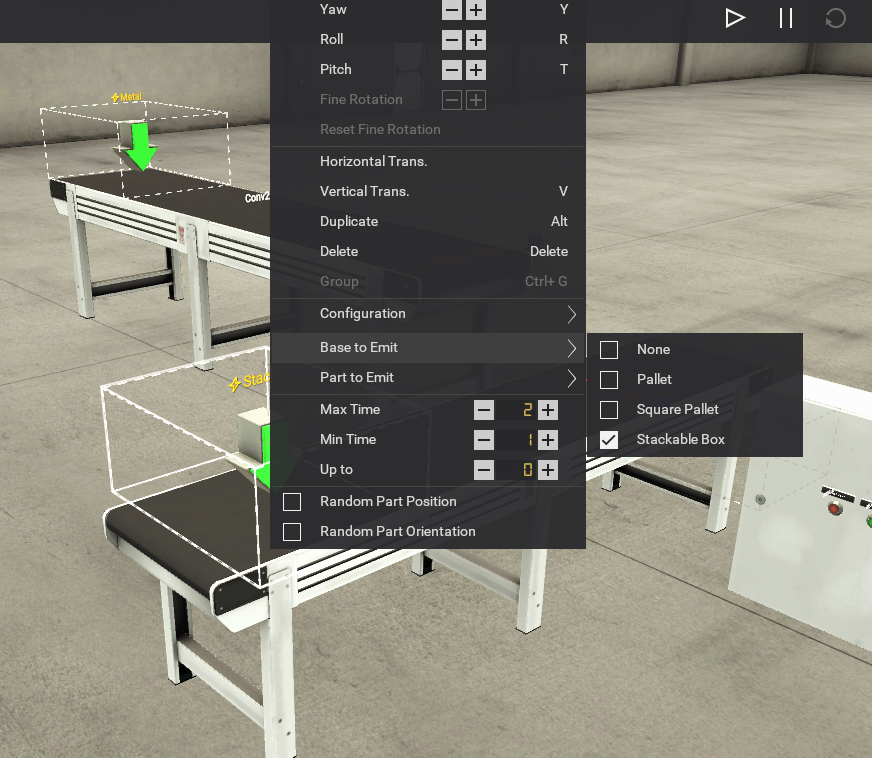 Yaw Y
Roll R
Pitch T
Fine Rotation
Reset Fine Rotation
Horizontal Trans.
Vertical Trans. V
Duplicate Alt
Delete Delete
Group Ctrl+ G
Configuration
Base to Emit
Part to Emit
Max Time 2
Min Time 1
Up to 0
Random Part Position
Random Part Orientation
None
Pallet
Square Pallet
Stackable Box
Metal
Conv2
Stac